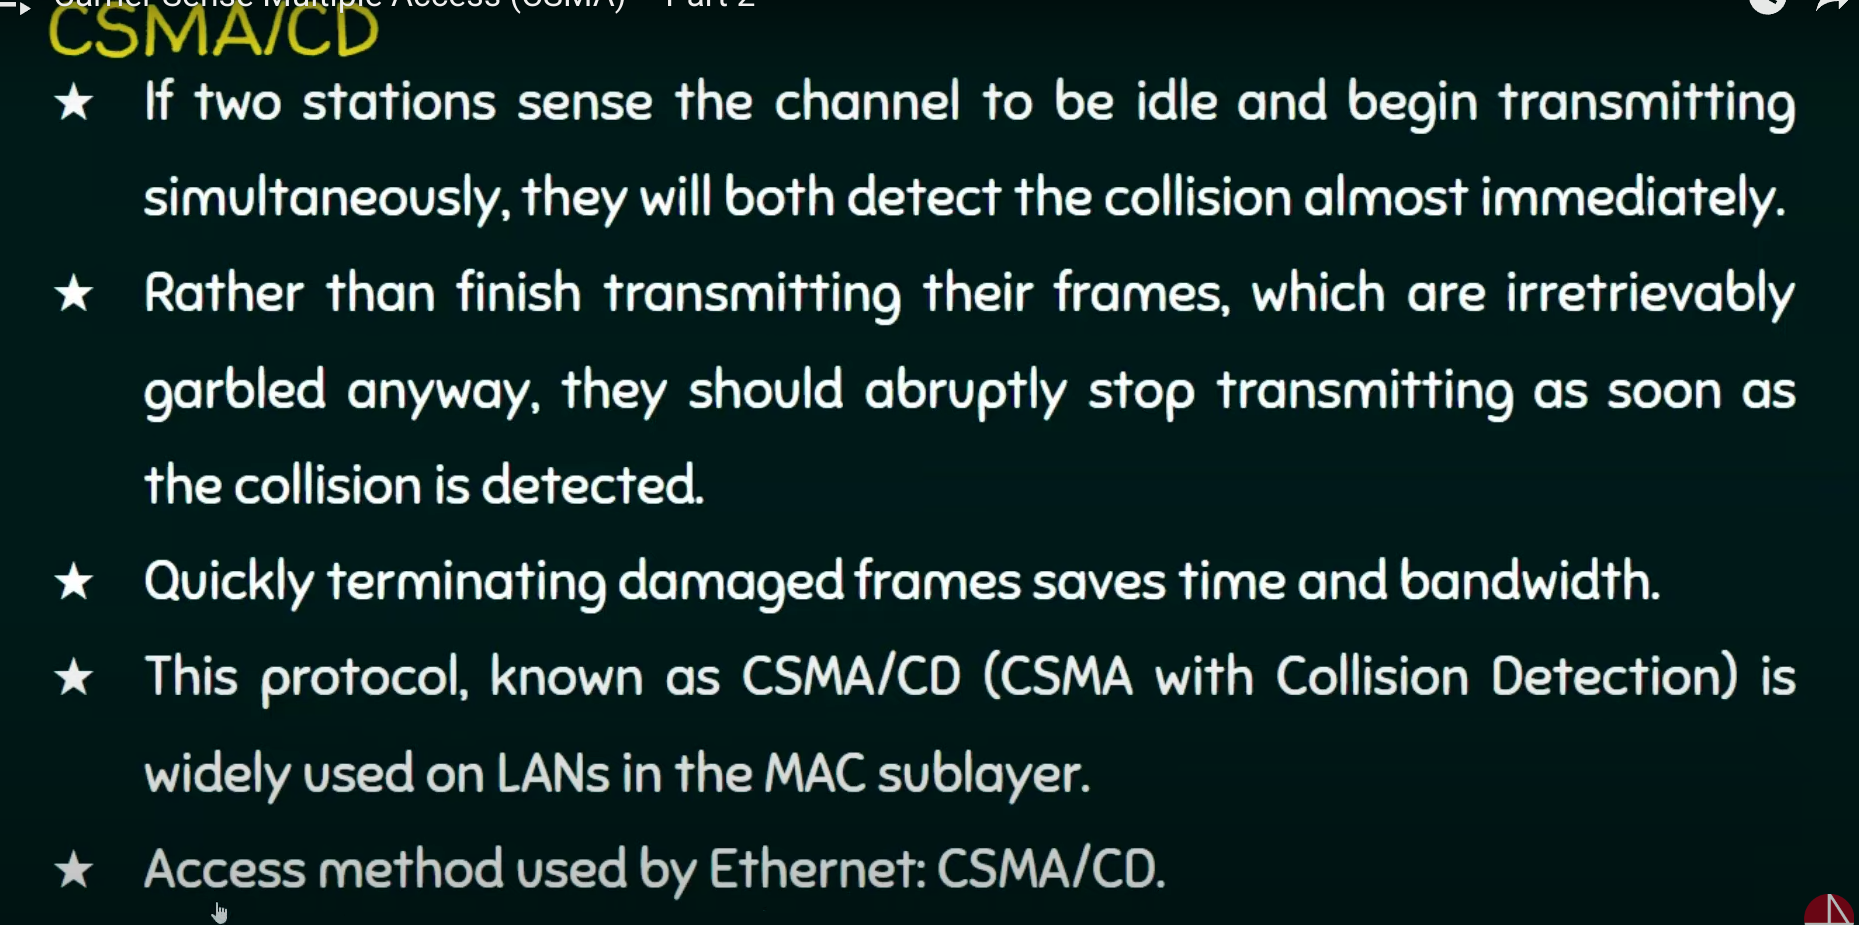 Carrier Sense Multiple Access (CSMA) – Part 2
CSMA/CD
★ If two stations sense the channel to be idle and begin transmitting
simultaneously, they will both detect the collision almost immediately.
★ Rather than finish transmitting their frames, which are irretrievably
garbled anyway, they should abruptly stop transmitting as soon as
the collision is detected.
★ Quickly terminating damaged frames saves time and bandwidth.
★ This protocol, known as CSMA/CD (CSMA with Collision Detection) is
widely used on LANs in the MAC sublayer.
★ Access method used by Ethernet: CSMA/CD.